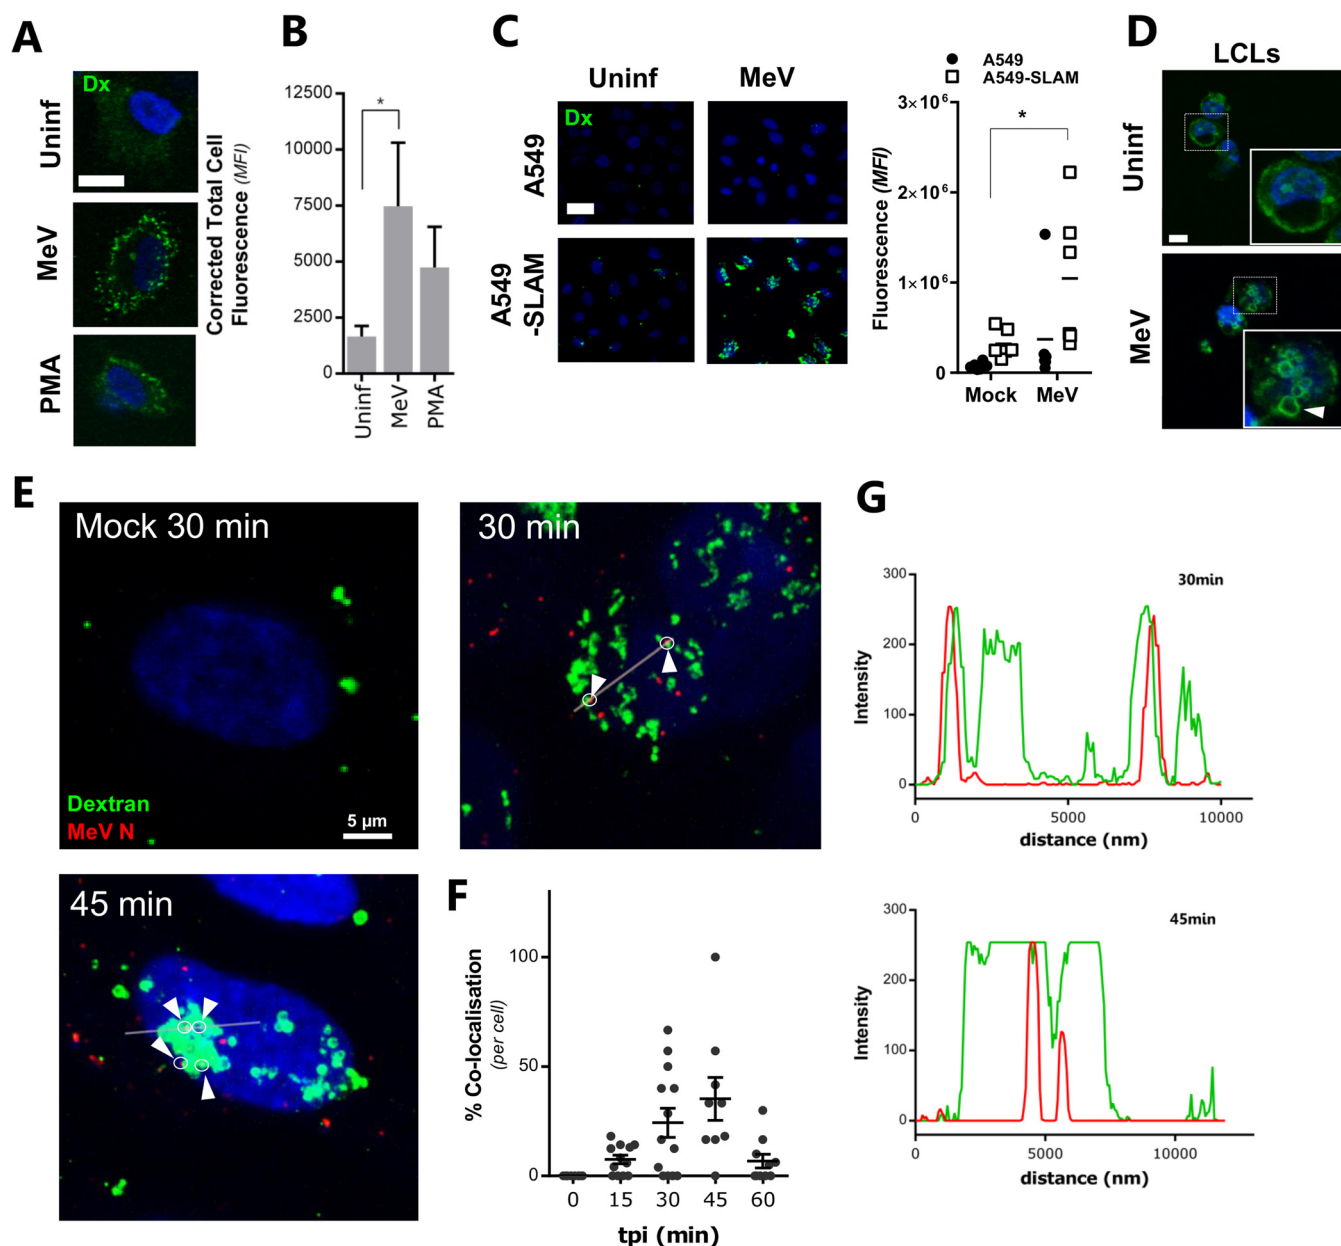 A
Dx
Uninf
MeV
PMA
B
Corrected Total Cell
Fluorescence (MFI)
12500
10000
7500
5000
2500
0
*
Uninf
MeV
PMA
C
Uninf
MeV
Dx
A549
A549
-SLAM
A549
A549-SLAM
Fluorescence (MFI)
3×10⁶
2×10⁶
1×10⁶
0
*
Mock
MeV
D
LCLs
Uninf
MeV
E
Mock 30 min
Dextran
MeV N
5 µm
30 min
45 min
F
% Co-localisation
(per cell)
100
50
0
0 15 30 45 60
tpi (min)
G
30min
Intensity
300
200
100
0
0 5000 10000
distance (nm)
45min
Intensity
300
200
100
0
0 5000 10000
distance (nm)